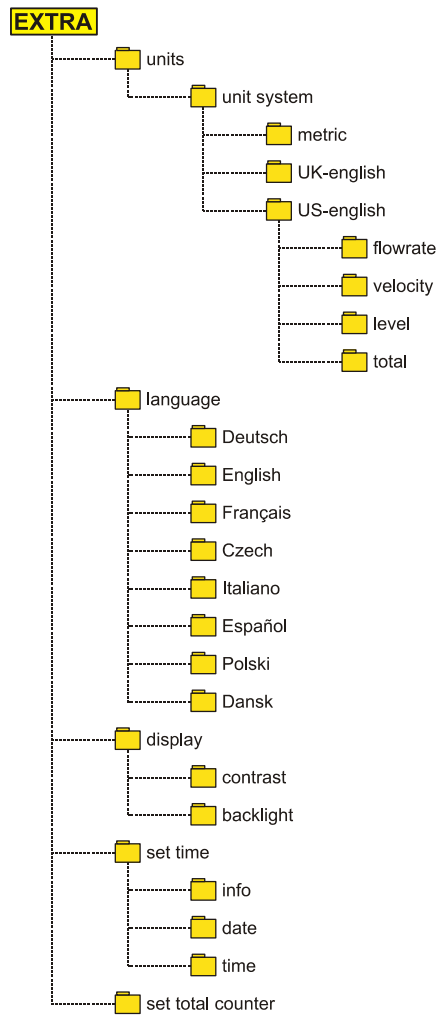 EXTRA
units
unit system
metric
UK-english
US-english
flowrate
velocity
level
total
language
Deutsch
English
Français
Czech
Italiano
Español
Polski
Dansk
display
contrast
backlight
set time
info
date
time
set total counter